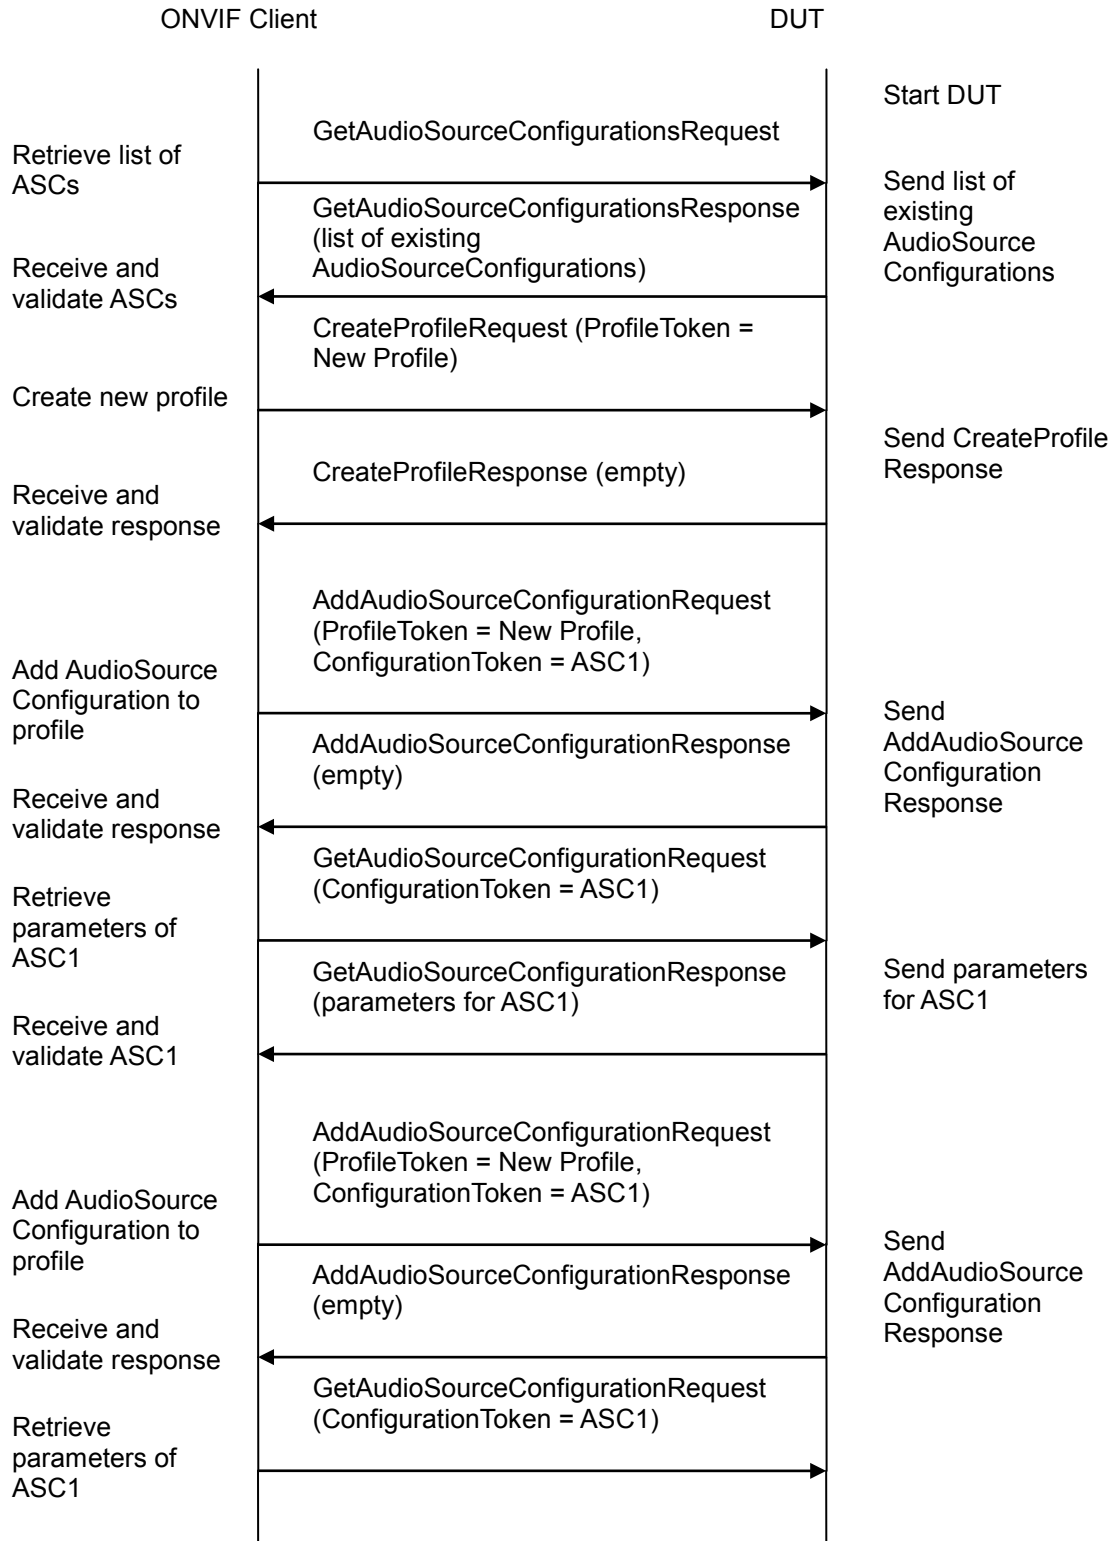 ONVIF Client
DUT
Start DUT
GetAudioSourceConfigurationsRequest
Retrieve list of
ASCs
Send list of
existing
AudioSource
Configurations
GetAudioSourceConfigurationsResponse
(list of existing
AudioSourceConfigurations)
Receive and
validate ASCs
CreateProfileRequest (ProfileToken =
New Profile)
Create new profile
Send CreateProfile
Response
CreateProfileResponse (empty)
Receive and
validate response
AddAudioSourceConfigurationRequest
(ProfileToken = New Profile,
ConfigurationToken = ASC1)
Add AudioSource
Configuration to
profile
Send
AddAudioSource
Configuration
Response
AddAudioSourceConfigurationResponse
(empty)
Receive and
validate response
GetAudioSourceConfigurationRequest
(ConfigurationToken = ASC1)
Retrieve
parameters of
ASC1
Send parameters
for ASC1
GetAudioSourceConfigurationResponse
(parameters for ASC1)
Receive and
validate ASC1
AddAudioSourceConfigurationRequest
(ProfileToken = New Profile,
ConfigurationToken = ASC1)
Add AudioSource
Configuration to
profile
Send
AddAudioSource
Configuration
Response
AddAudioSourceConfigurationResponse
(empty)
Receive and
validate response
GetAudioSourceConfigurationRequest
(ConfigurationToken = ASC1)
Retrieve
parameters of
ASC1